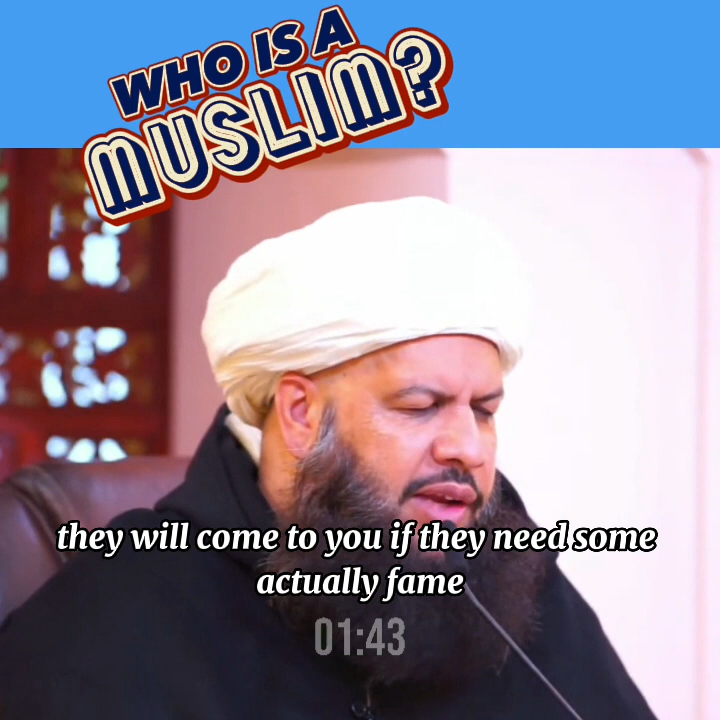 WHO IS A
MUSLIM?
they will come to you if they need some
actually fame
01:43